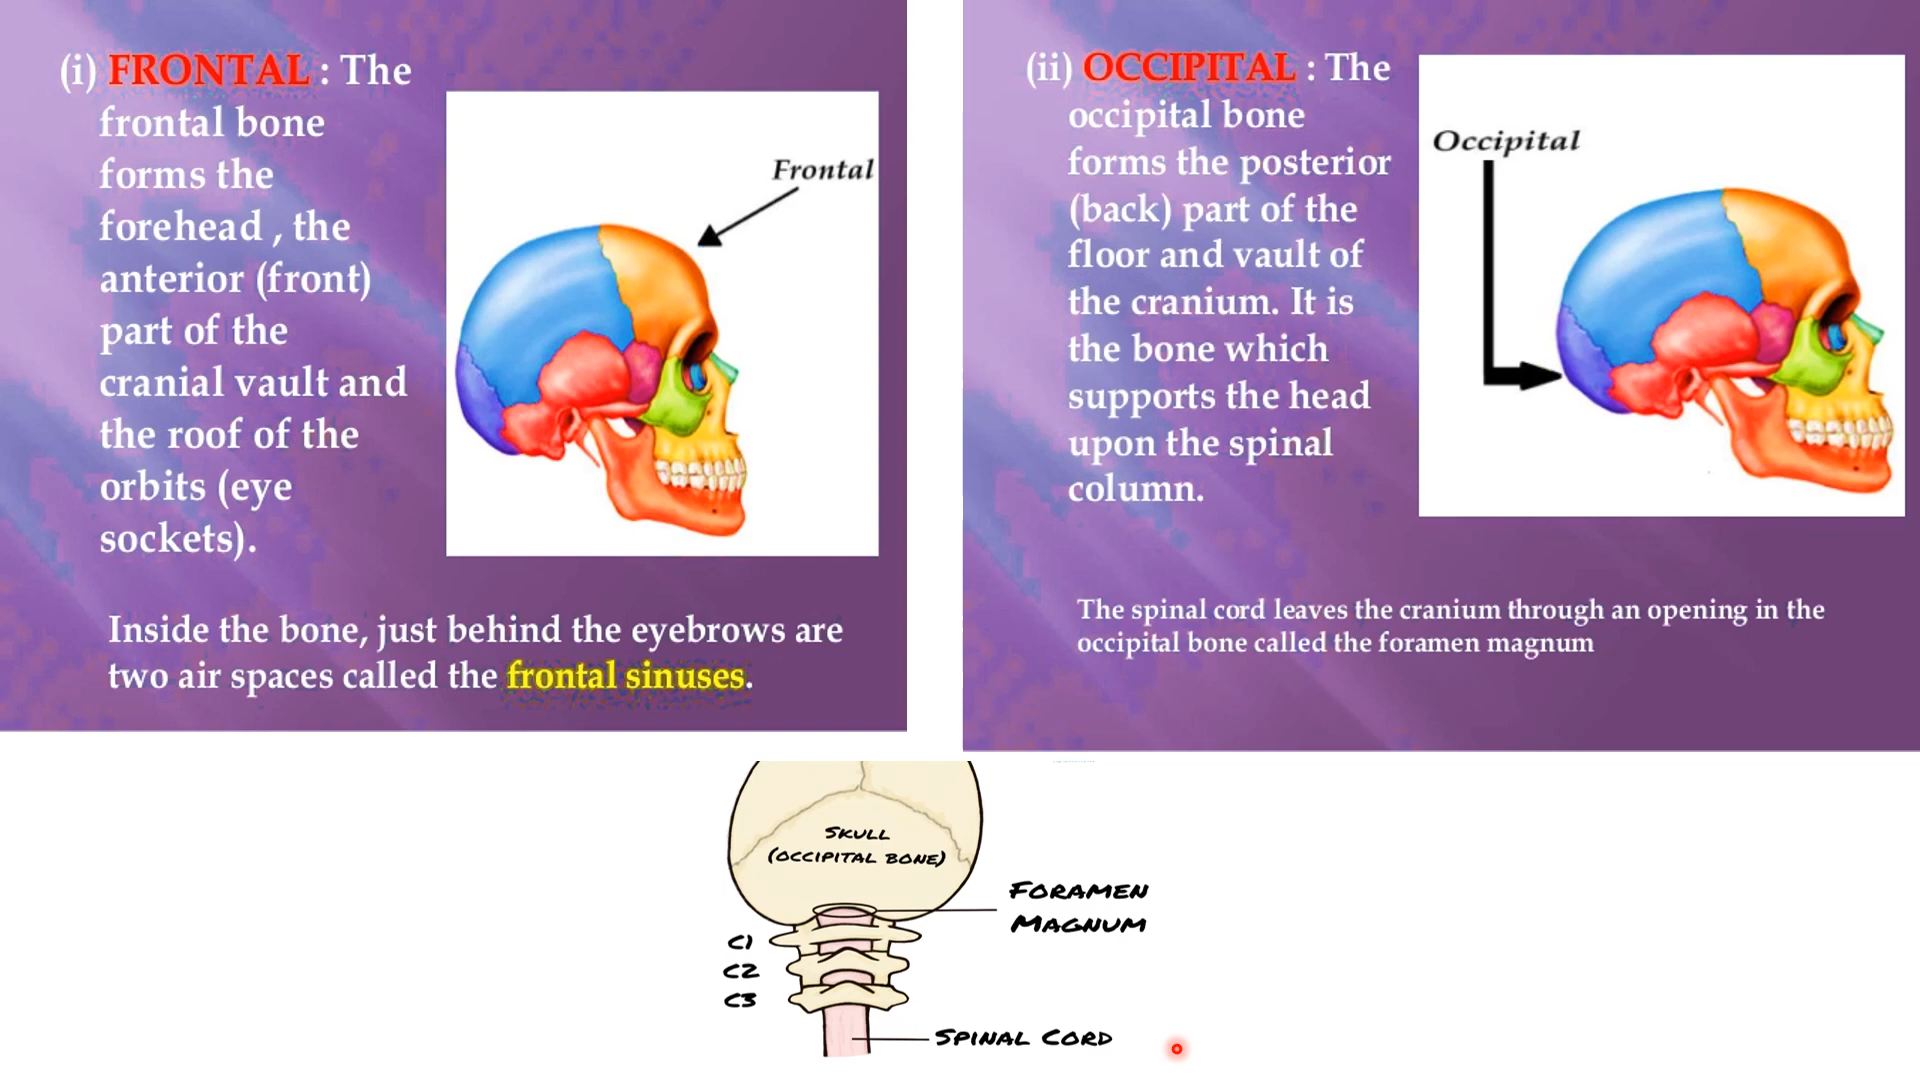 (i) FRONTAL : The
frontal bone
forms the
forehead , the
anterior (front)
part of the
cranial vault and
the roof of the
orbits (eye
sockets).
Frontal
Inside the bone, just behind the eyebrows are
two air spaces called the frontal sinuses.
(ii) OCCIPITAL : The
occipital bone
forms the posterior
(back) part of the
floor and vault of
the cranium. It is
the bone which
supports the head
upon the spinal
column.
Occipital
The spinal cord leaves the cranium through an opening in the
occipital bone called the foramen magnum
SKULL
(OCCIPITAL BONE)
FORAMEN
MAGNUM
C1
C2
C3
SPINAL CORD